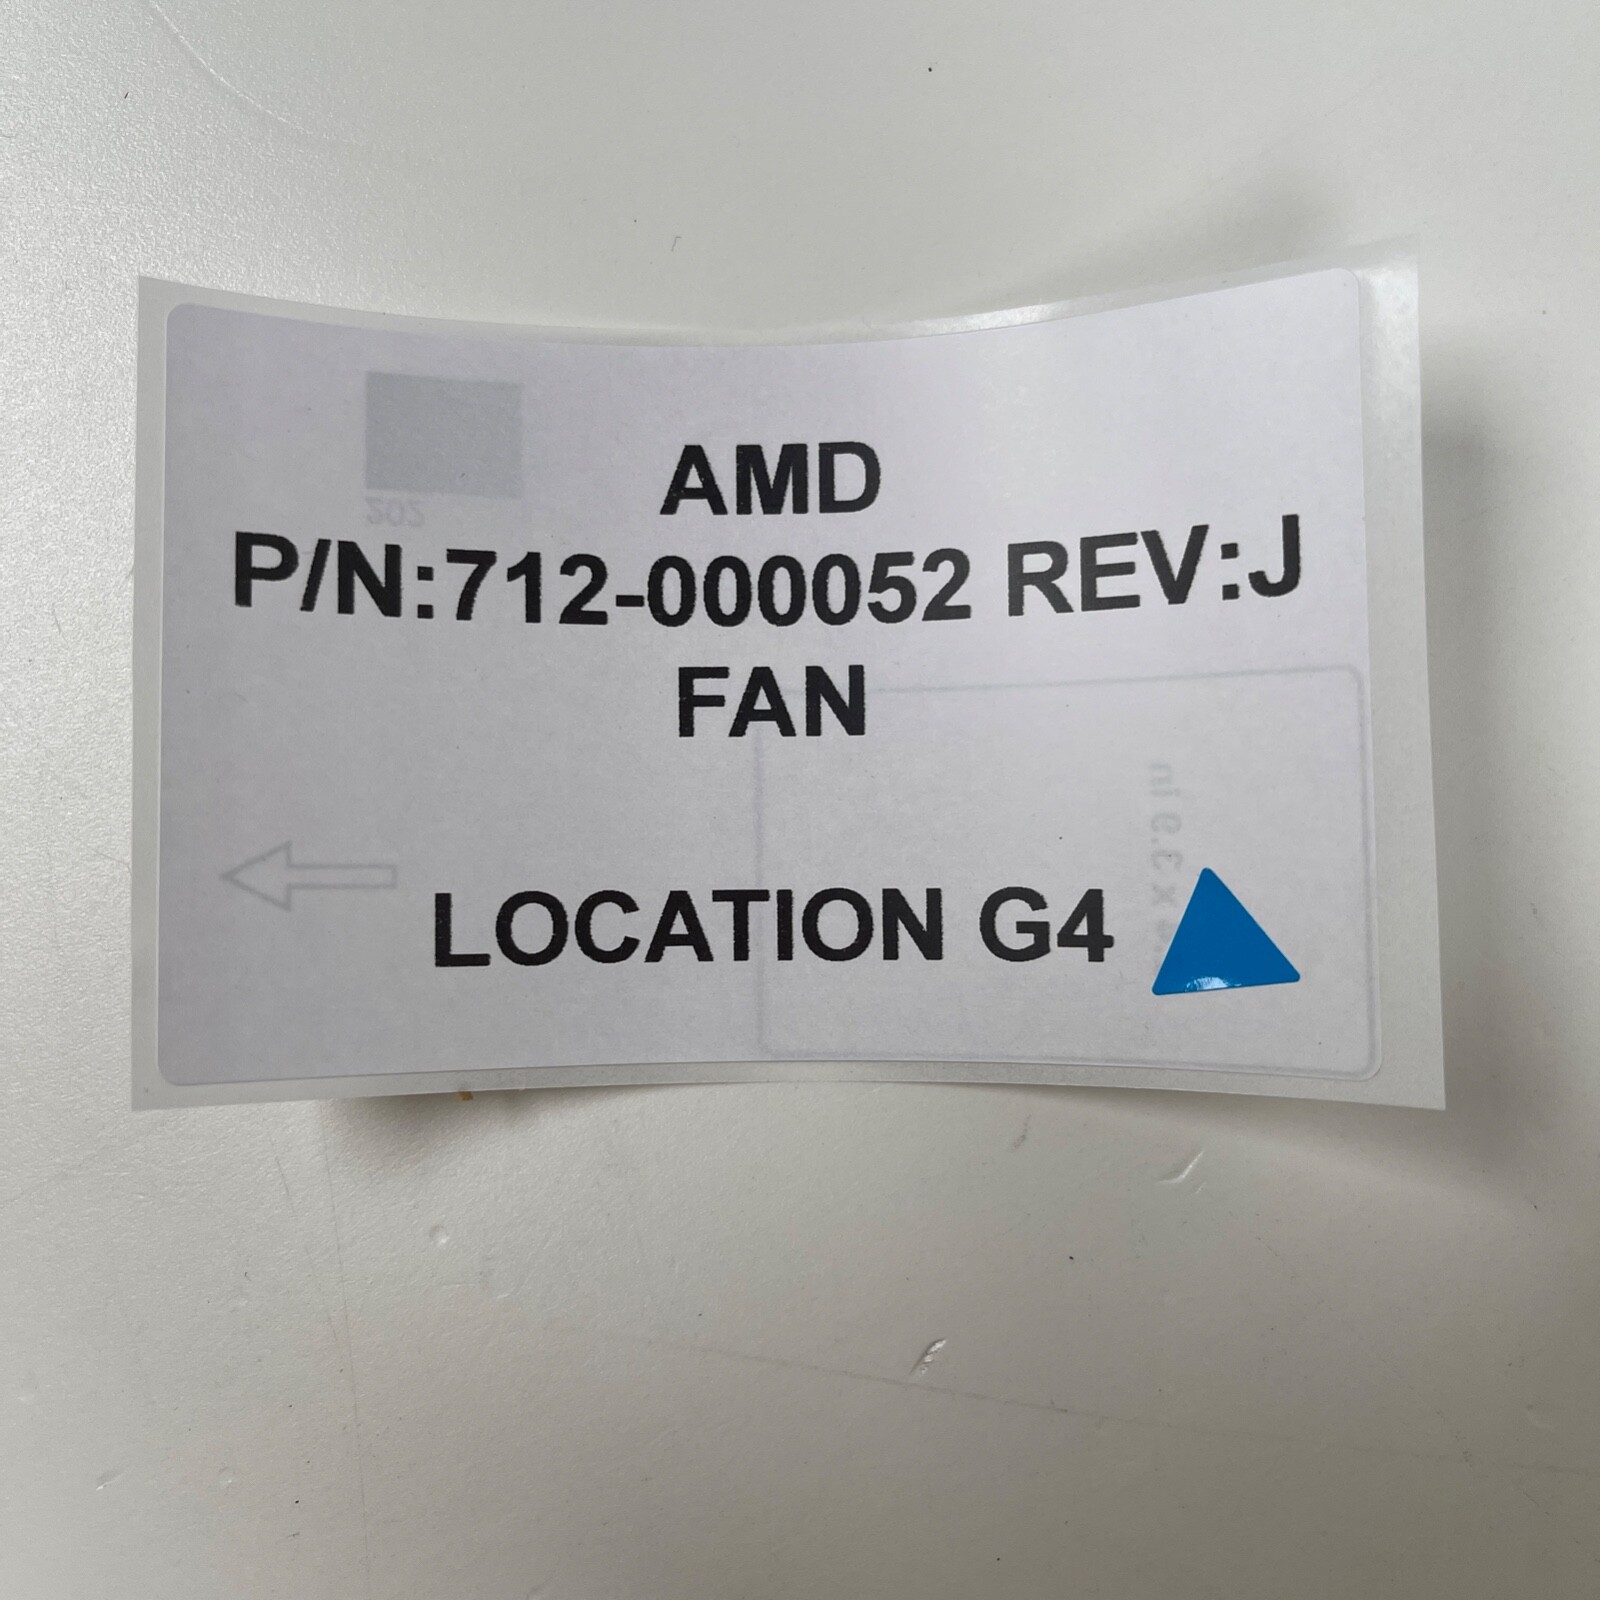 AMD
P/N:712-000052 REV:J
FAN
LOCATION G4